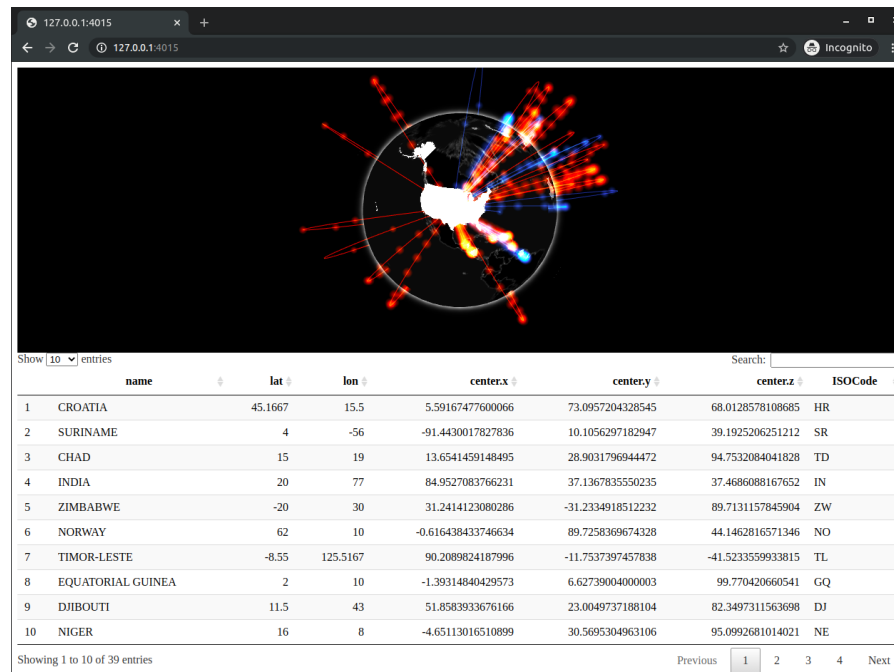 127.0.0.1:4015 × +
127.0.0.1:4015 Incognito
Show 10 entries Search:
name lat lon center.x center.y center.z ISOCode
1 CROATIA 45.1667 15.5 5.59167477600066 73.0957204328545 68.0128578108685 HR
2 SURINAME 4 -56 -91.4430017827836 10.1056297182947 39.1925206251212 SR
3 CHAD 15 19 13.6541459148495 28.9031796944472 94.7532084041828 TD
4 INDIA 20 77 84.9527083766231 37.1367835550235 37.4686088167652 IN
5 ZIMBABWE -20 30 31.2414123080286 -31.2334918512232 89.7131157845904 ZW
6 NORWAY 62 10 -0.616438433746634 89.7258369674328 44.1462816571346 NO
7 TIMOR-LESTE -8.55 125.5167 90.2089824187996 -11.7537397457838 -41.5233559933815 TL
8 EQUATORIAL GUINEA 2 10 -1.39314840429573 6.62739004000003 99.770420660541 GQ
9 DJIBOUTI 11.5 43 51.8583933676166 23.0049737188104 82.3497311563698 DJ
10 NIGER 16 8 -4.65113016510899 30.5695304963106 95.0992681014021 NE
Showing 1 to 10 of 39 entries Previous 1 2 3 4 Next